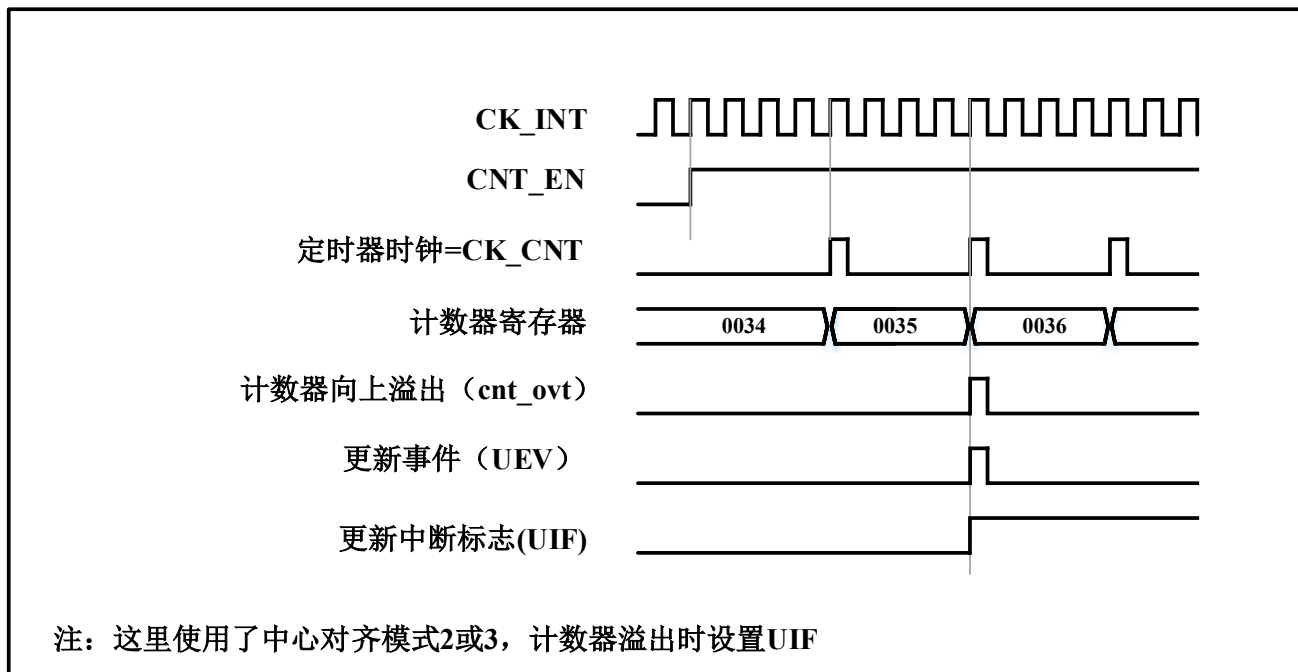 CK_INT
CNT_EN
定时器时钟=CK_CNT
计数器寄存器
0034
0035
0036
计数器向上溢出（cnt_ovt）
更新事件（UEV）
更新中断标志(UIF)
注：这里使用了中心对齐模式2或3，计数器溢出时设置UIF